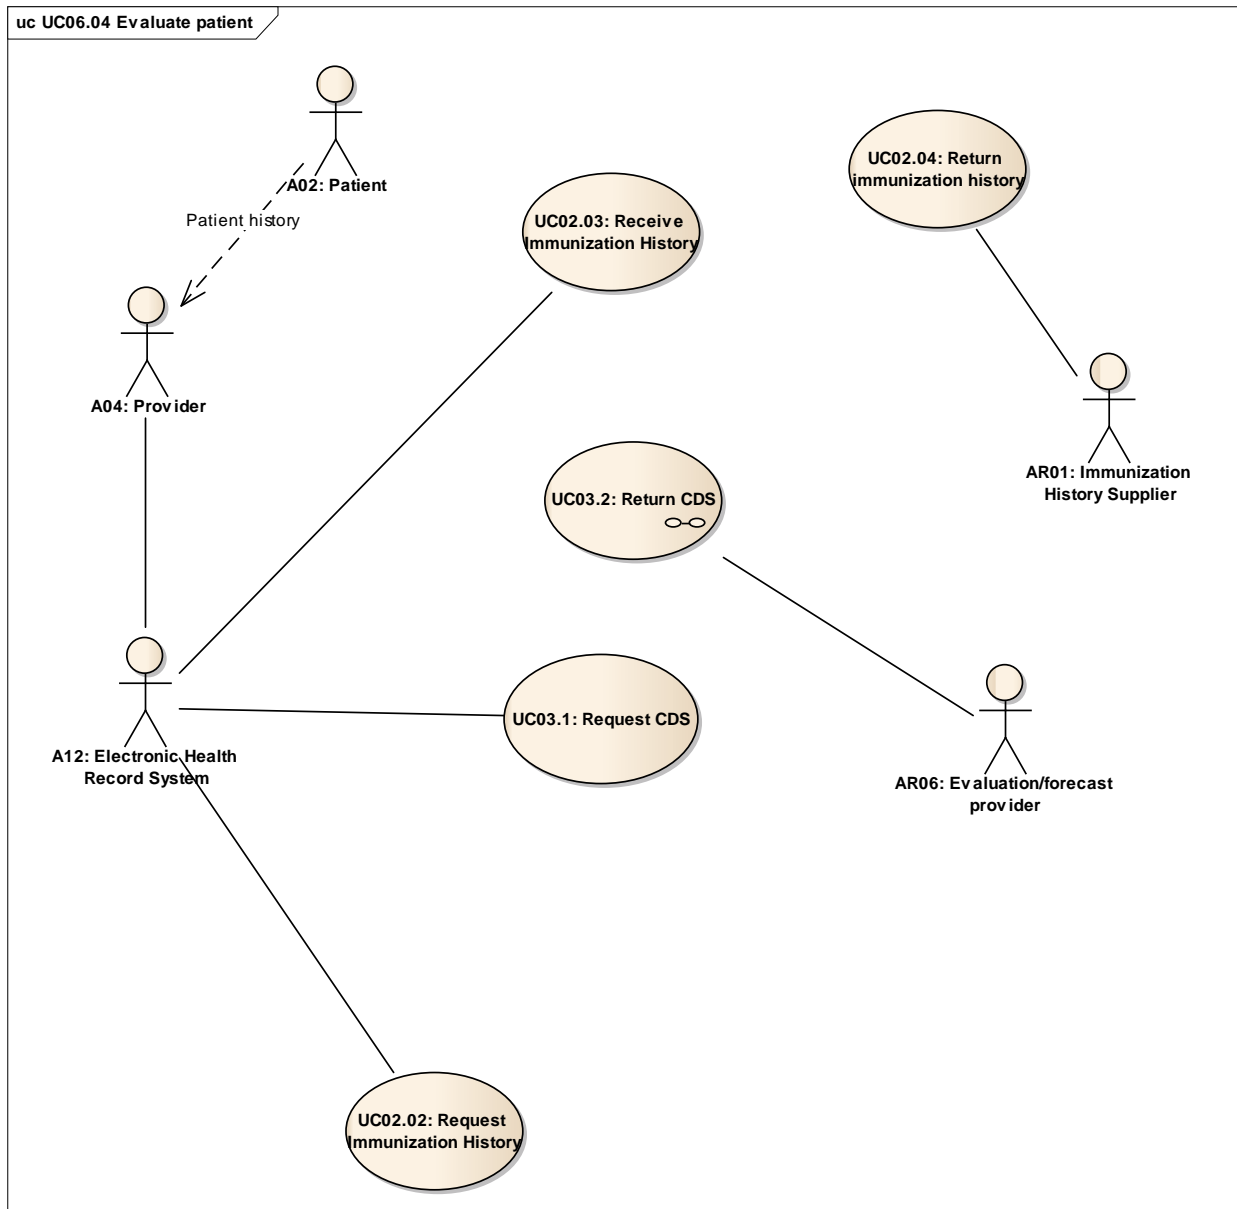 uc UC06.04 Evaluate patient
A02: Patient
Patient history
UC02.04: Return
immunization history
UC02.03: Receive
Immunization History
A04: Provider
AR01: Immunization
History Supplier
UC03.2: Return CDS
UC03.1: Request CDS
A12: Electronic Health
Record System
AR06: Evaluation/forecast
provider
UC02.02: Request
Immunization History